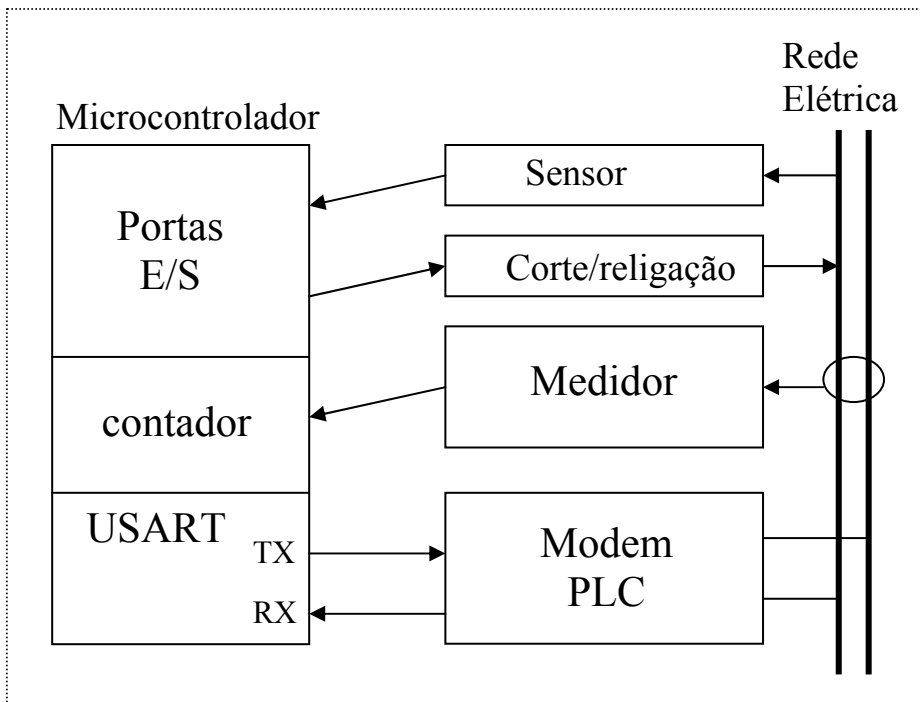 Rede
Elétrica
Microcontrolador
Sensor
Portas
E/S
Corte/religação
Medidor
contador
USART
TX
RX
Modem
PLC